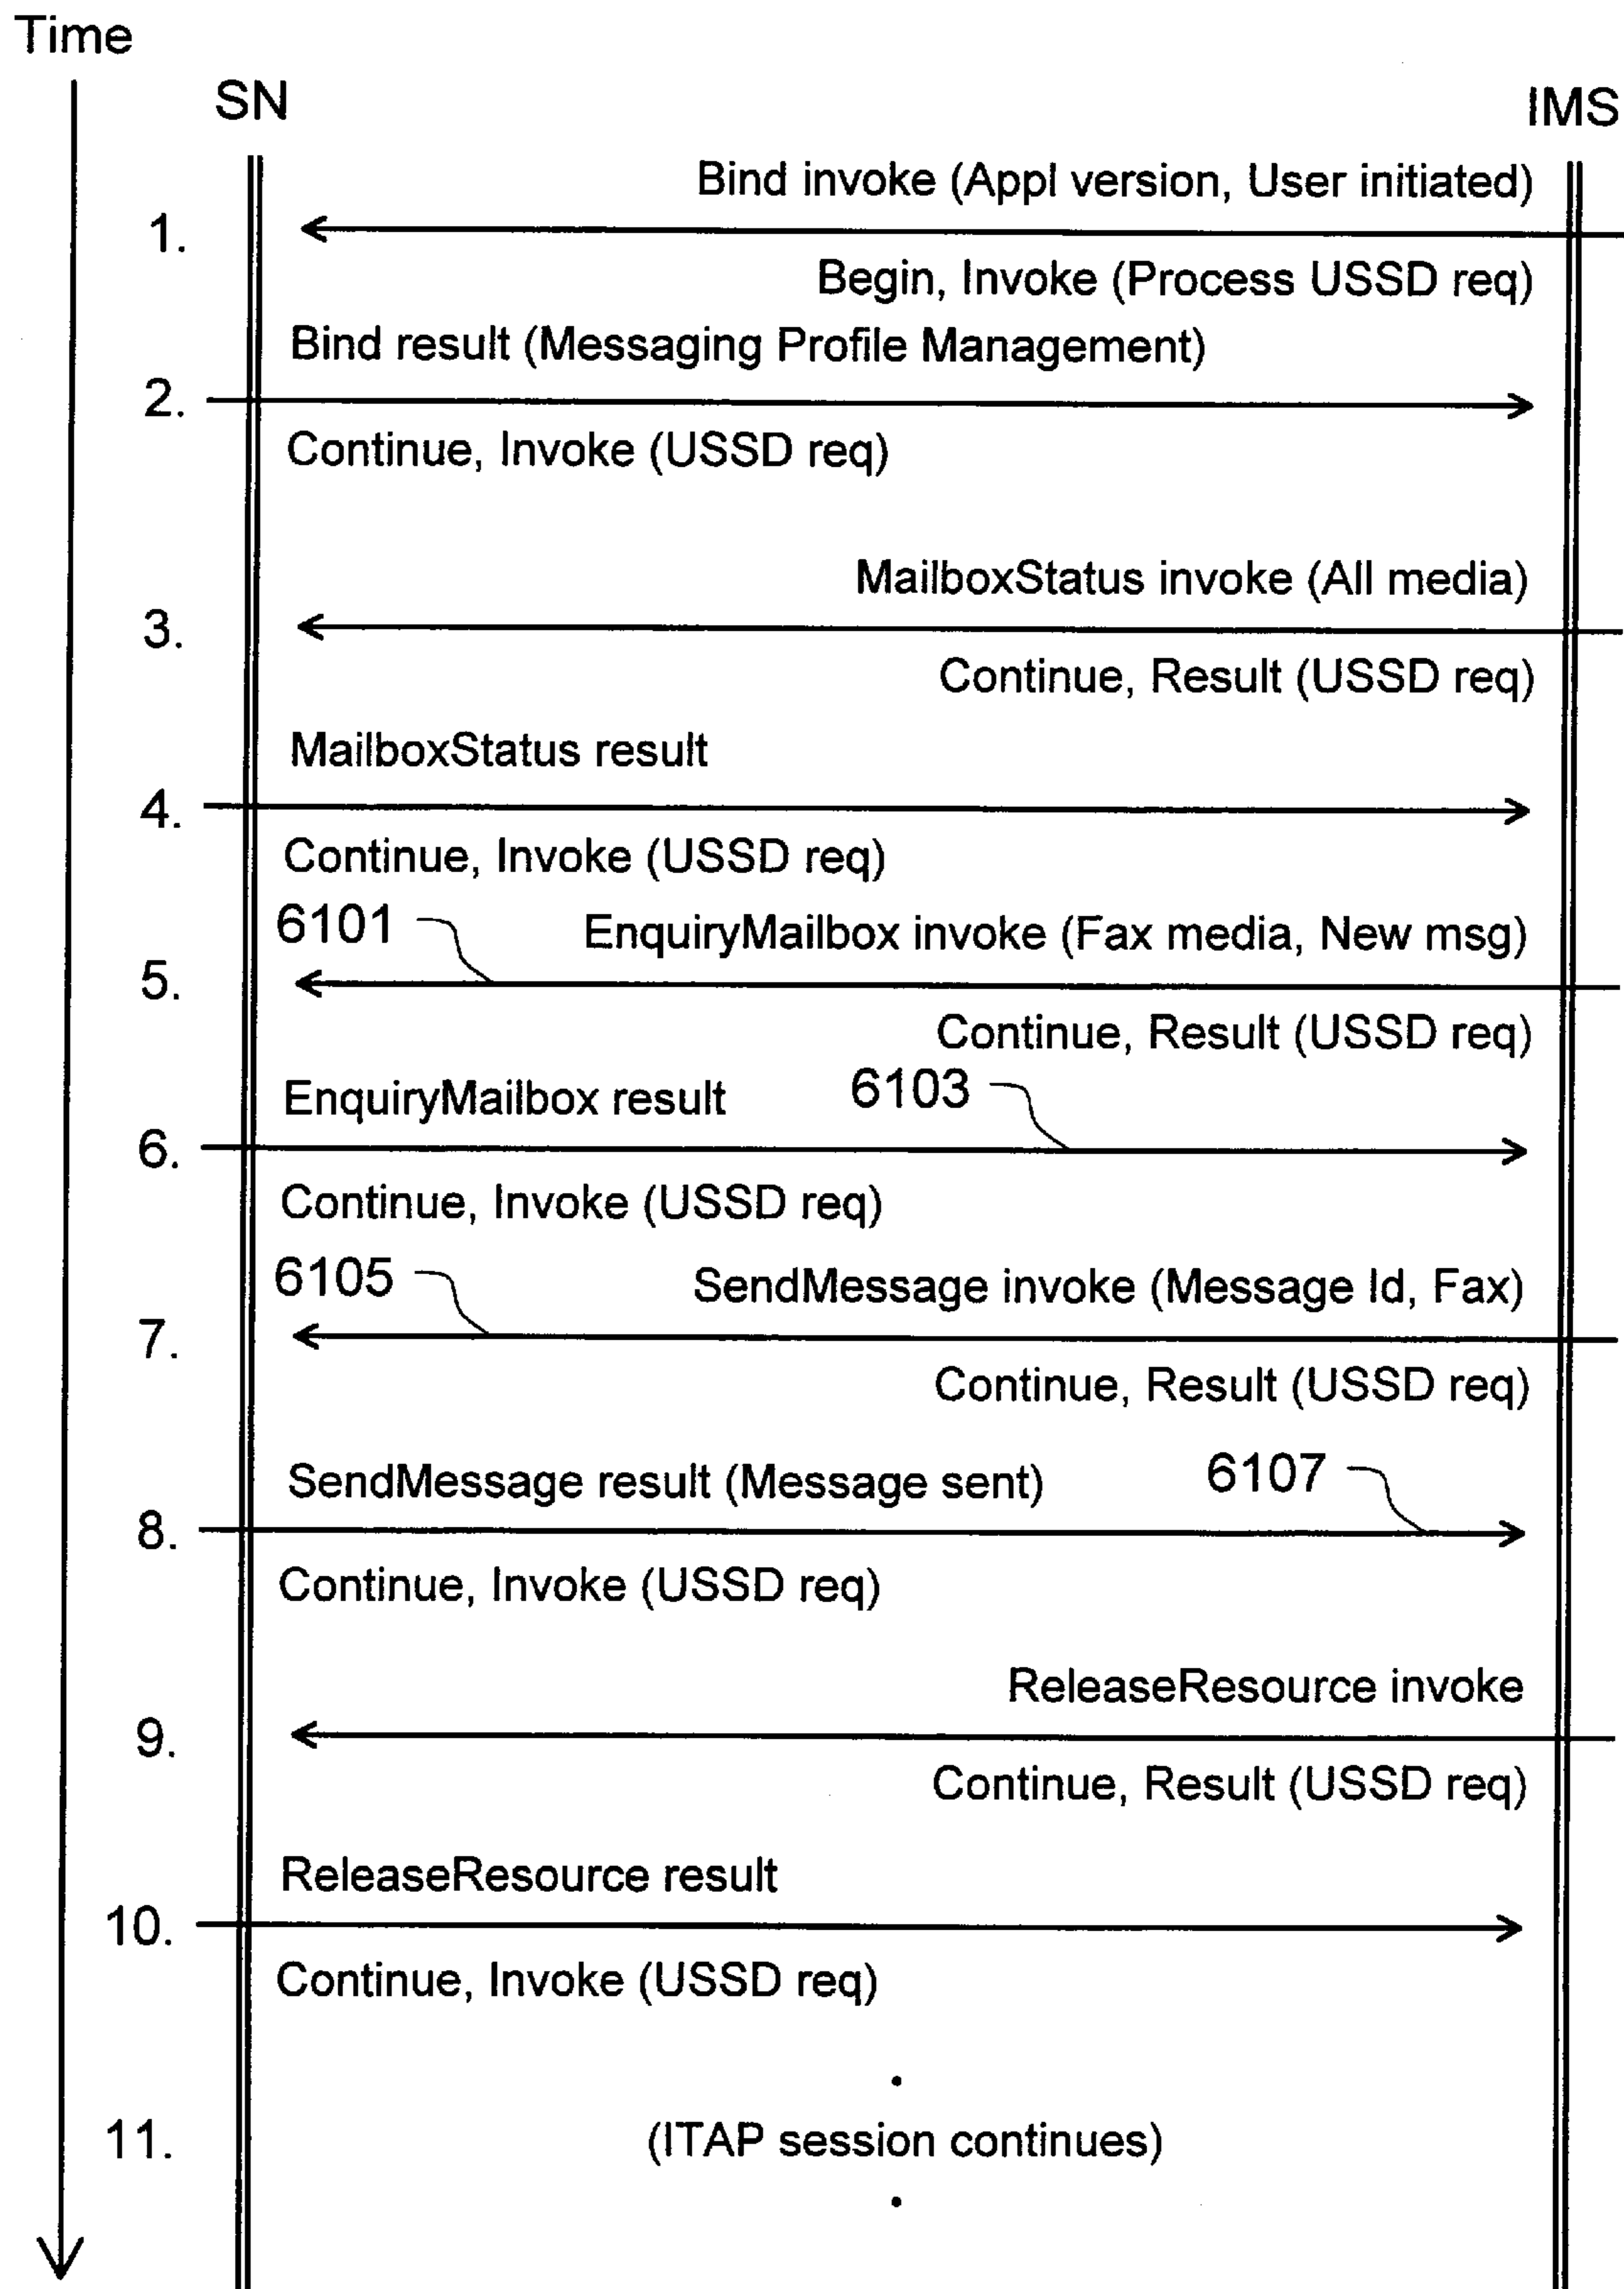 Time
SN
IMS
Bind invoke (Appl version, User initiated)
1.
Begin, Invoke (Process USSD req)
Bind result (Messaging Profile Management)
2.
Continue, Invoke (USSD req)
MailboxStatus invoke (All media)
3.
Continue, Result (USSD req)
MailboxStatus result
4.
Continue, Invoke (USSD req)
6101
EnquiryMailbox invoke (Fax media, New msg)
5.
Continue, Result (USSD req)
EnquiryMailbox result
6103
6.
Continue, Invoke (USSD req)
6105
SendMessage invoke (Message Id, Fax)
7.
Continue, Result (USSD req)
SendMessage result (Message sent)
6107
8.
Continue, Invoke (USSD req)
ReleaseResource invoke
9.
Continue, Result (USSD req)
ReleaseResource result
10.
Continue, Invoke (USSD req)
11.
(ITAP session continues)